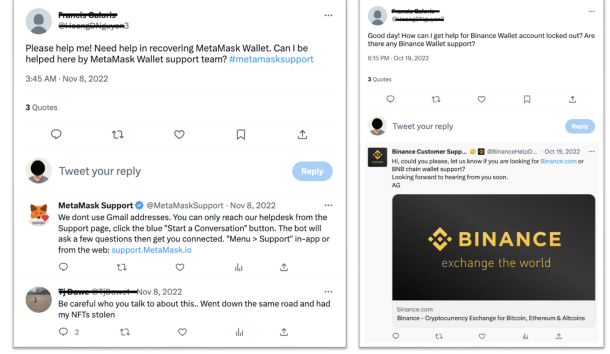 Francis Galoris
@HoangDNguyen3
Please help me! Need help in recovering MetaMask Wallet. Can I be
helped here by MetaMask Wallet support team? #metamasksupport
3:45 AM · Nov 8, 2022
3 Quotes
Tweet your reply
Reply
MetaMask Support @MetaMaskSupport · Nov 8, 2022
We dont use Gmail addresses. You can only reach our helpdesk from the
Support page, click the blue "Start a Conversation" button. The bot will
ask a few questions then get you connected. "Menu > Support" in-app or
from the web: support.MetaMask.io
SUPPORT
Nov 8, 2022
Be careful who you talk to about this.. Went down the same road and had
my NFTs stolen
2
Francis Galoris
@HoangDNguyen3
Good day! How can I get help for Binance Wallet account locked out? Are
there any Binance Wallet support?
6:15 PM · Oct 19, 2022
3 Quotes
Tweet your reply
Reply
Binance Customer Supp... @BinanceHelpD... · Oct 19, 2022
Hi, could you please, let us know if you are looking for Binance.com or
BNB chain wallet support?
Looking forward to hearing from you soon.
AG
BINANCE
exchange the world
binance.com
Binance - Cryptocurrency Exchange for Bitcoin, Ethereum & Altcoins